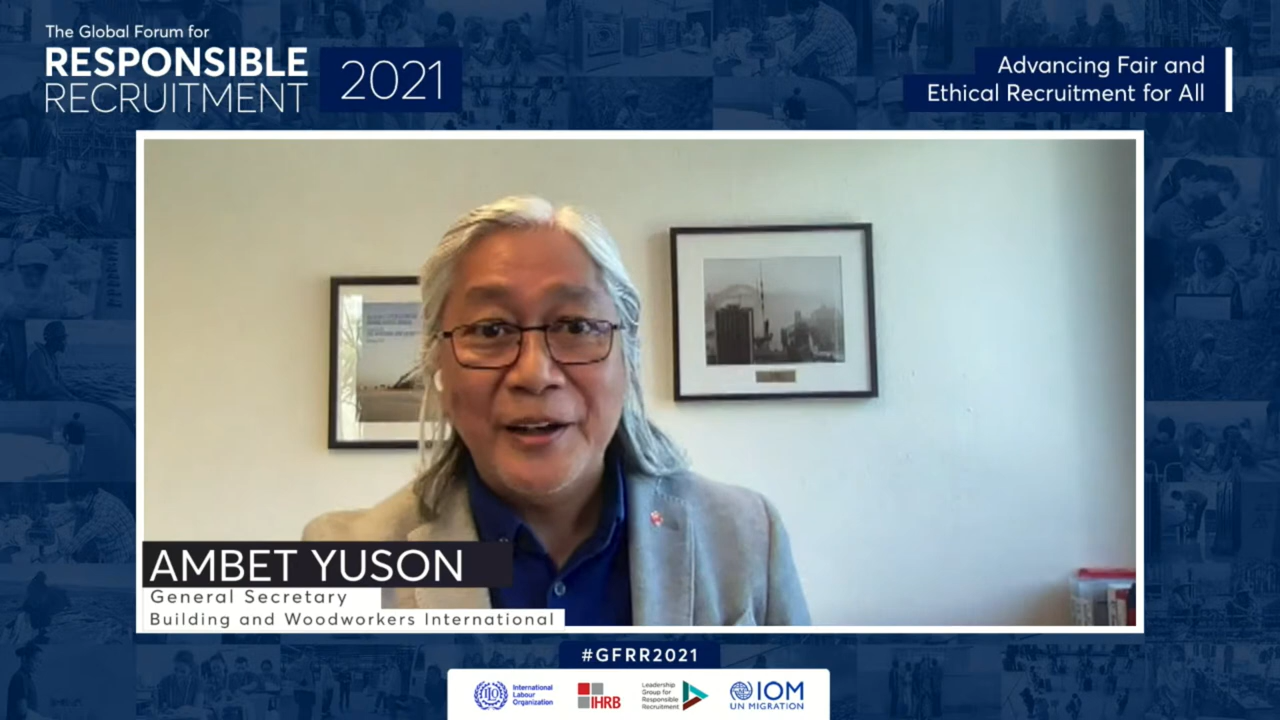 The Global Forum for
RESPONSIBLE
RECRUITMENT
2021
Advancing Fair and
Ethical Recruitment for All
AMBET YUSON
General Secretary
Building and Woodworkers International
#GFRR2021
International
Labour
Organization
IHRB
Leadership
Group for
Responsible
Recruitment
IOM
UN MIGRATION